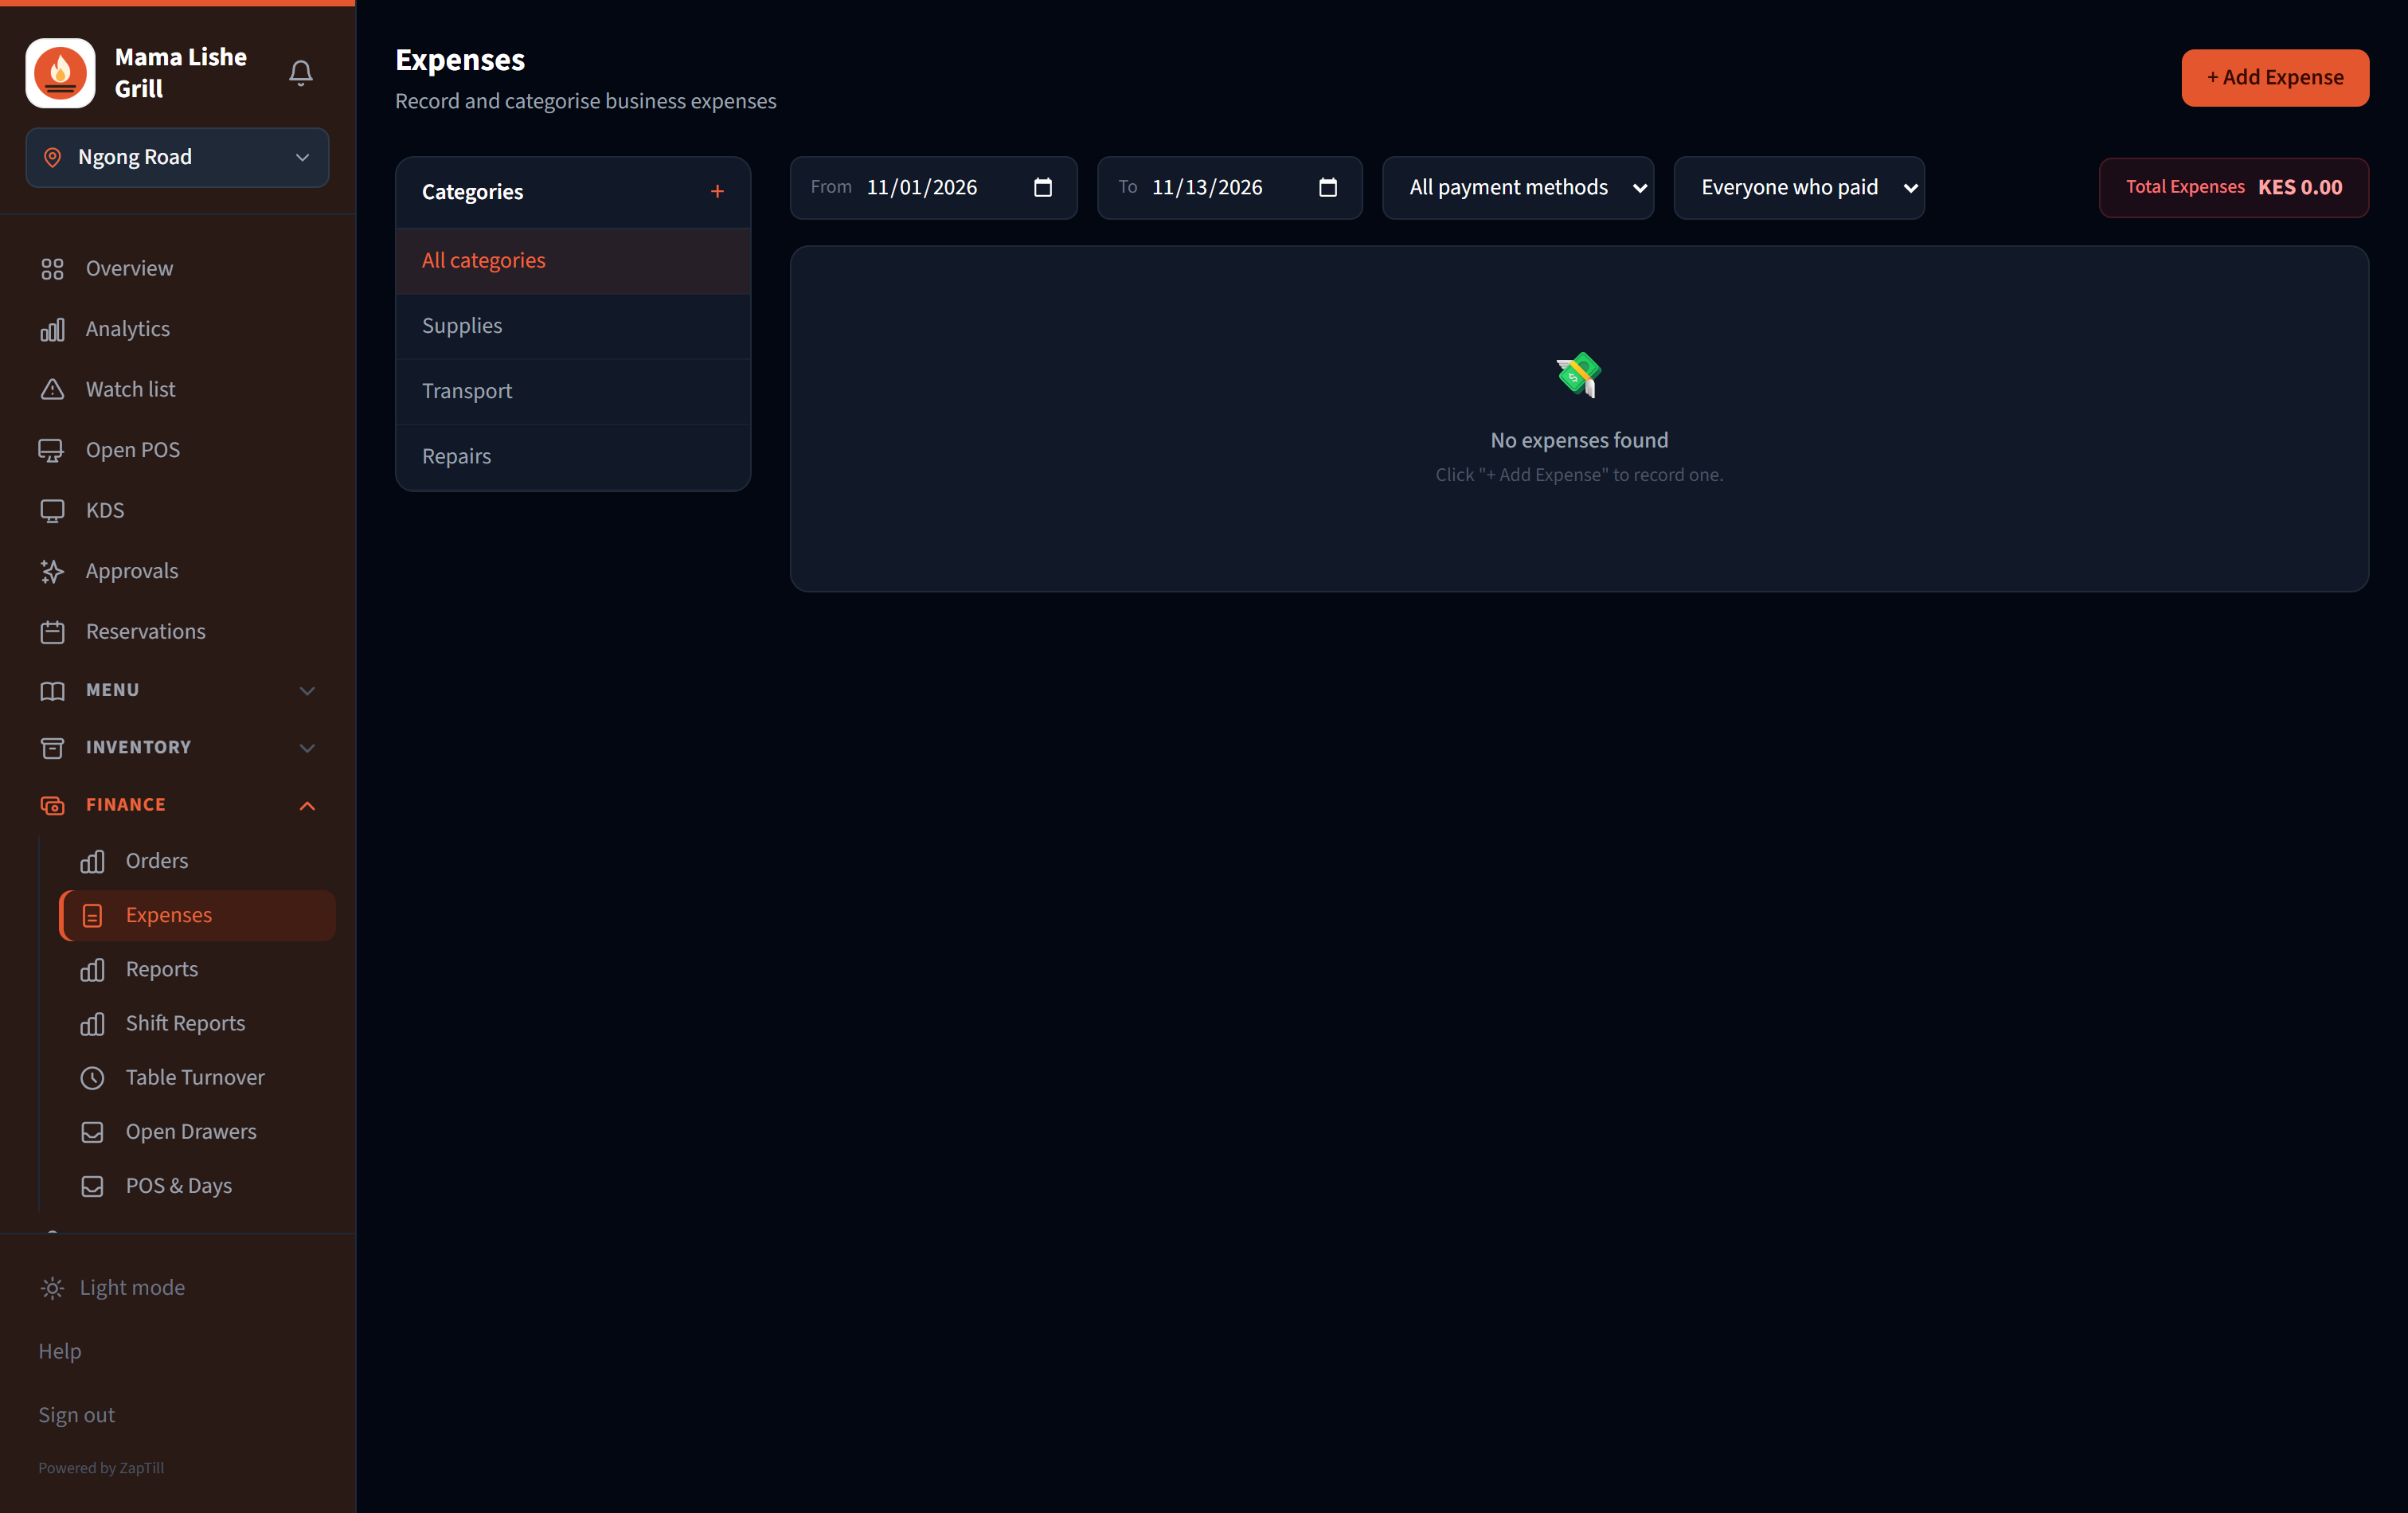 Mama Lishe
Grill
Ngong Road
Overview
Analytics
Watch list
Open POS
KDS
Approvals
Reservations
MENU
INVENTORY
FINANCE
Orders
Expenses
Reports
Shift Reports
Table Turnover
Open Drawers
POS & Days
Light mode
Help
Sign out
Powered by ZapTill
Expenses
Record and categorise business expenses
+ Add Expense
Categories +
All categories
Supplies
Transport
Repairs
From 11/01/2026
To 11/13/2026
All payment methods
Everyone who paid
Total Expenses KES 0.00
No expenses found
Click "+ Add Expense" to record one.